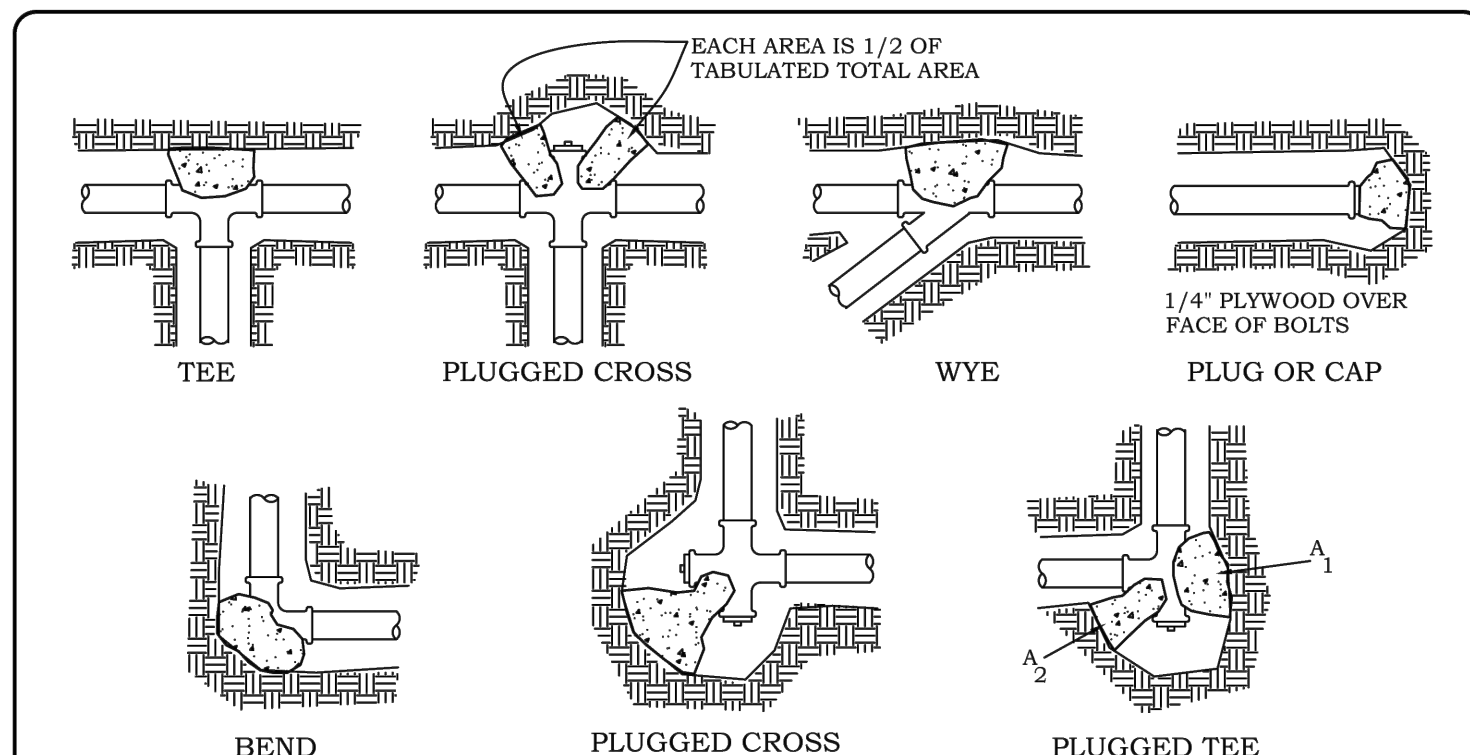 EACH AREA IS 1/2 OF
TABULATED TOTAL AREA
1/4" PLYWOOD OVER
FACE OF BOLTS
TEE
PLUGGED CROSS
WYE
PLUG OR CAP
A1
A2
BEND
PLUGGED CROSS
PLUGGED TEE